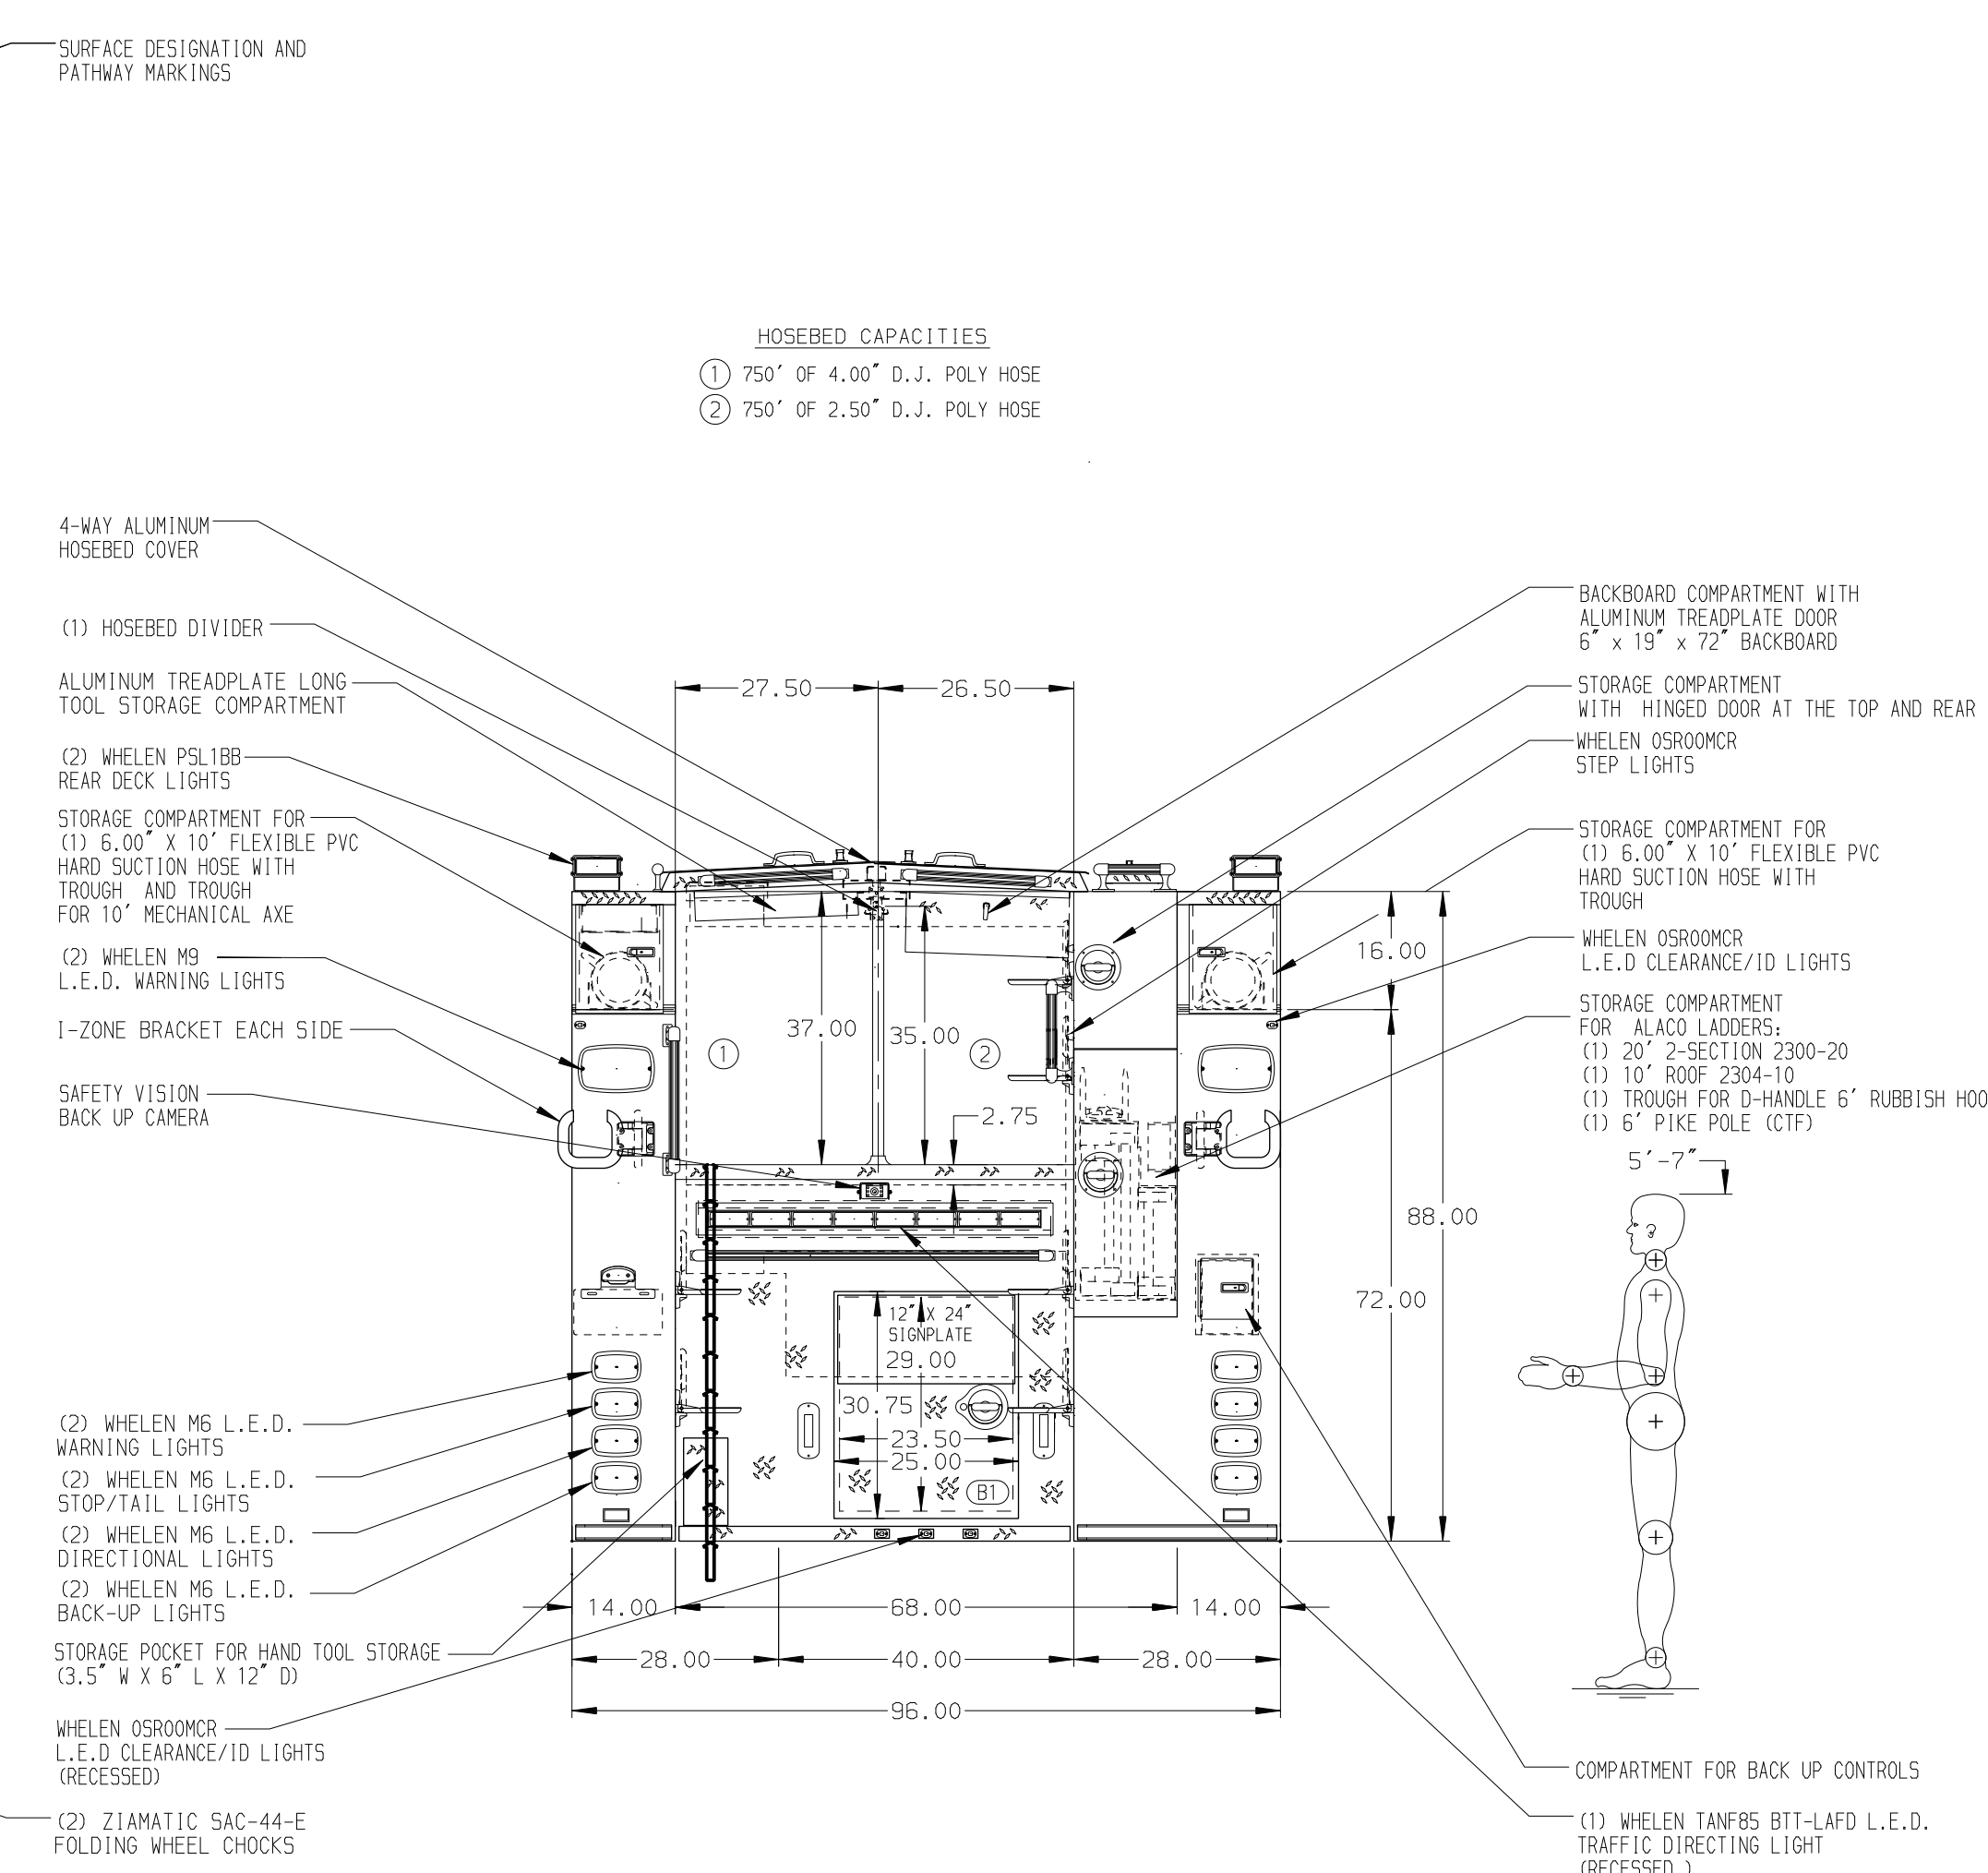 SURFACE DESIGNATION AND
PATHWAY MARKINGS
HOSEBED CAPACITIES
1 750' OF 4.00" D.J. POLY HOSE
2 750' OF 2.50" D.J. POLY HOSE
4-WAY ALUMINUM
HOSEBED COVER
(1) HOSEBED DIVIDER
ALUMINUM TREADPLATE LONG
TOOL STORAGE COMPARTMENT
(2) WHELEN PSL1BB
REAR DECK LIGHTS
STORAGE COMPARTMENT FOR
(1) 6.00" X 10' FLEXIBLE PVC
HARD SUCTION HOSE WITH
TROUGH AND TROUGH
FOR 10' MECHANICAL AXE
(2) WHELEN M9
L.E.D. WARNING LIGHTS
I-ZONE BRACKET EACH SIDE
SAFETY VISION
BACK UP CAMERA
(2) WHELEN M6 L.E.D.
WARNING LIGHTS
(2) WHELEN M6 L.E.D.
STOP/TAIL LIGHTS
(2) WHELEN M6 L.E.D.
DIRECTIONAL LIGHTS
(2) WHELEN M6 L.E.D.
BACK-UP LIGHTS
STORAGE POCKET FOR HAND TOOL STORAGE
(3.5" W X 6" L X 12" D)
WHELEN OSROOMCR
L.E.D CLEARANCE/ID LIGHTS
(RECESSED)
(2) ZIAMATIC SAC-44-E
FOLDING WHEEL CHOCKS
27.50
26.50
37.00
35.00
1
2
2.75
12" X 24"
SIGNPLATE
29.00
30.75
23.50
25.00
B1
14.00
68.00
14.00
28.00
40.00
28.00
96.00
16.00
88.00
72.00
BACKBOARD COMPARTMENT WITH
ALUMINUM TREADPLATE DOOR
6" x 19" x 72" BACKBOARD
STORAGE COMPARTMENT
WITH HINGED DOOR AT THE TOP AND REAR
WHELEN OSROOMCR
STEP LIGHTS
STORAGE COMPARTMENT FOR
(1) 6.00" X 10' FLEXIBLE PVC
HARD SUCTION HOSE WITH
TROUGH
WHELEN OSROOMCR
L.E.D CLEARANCE/ID LIGHTS
STORAGE COMPARTMENT
FOR ALACO LADDERS:
(1) 20' 2-SECTION 2300-20
(1) 10' ROOF 2304-10
(1) TROUGH FOR D-HANDLE 6' RUBBISH HOO
(1) 6' PIKE POLE (CTF)
5'-7"
COMPARTMENT FOR BACK UP CONTROLS
(1) WHELEN TANF85 BTT-LAFD L.E.D.
TRAFFIC DIRECTING LIGHT
(RECESSED )